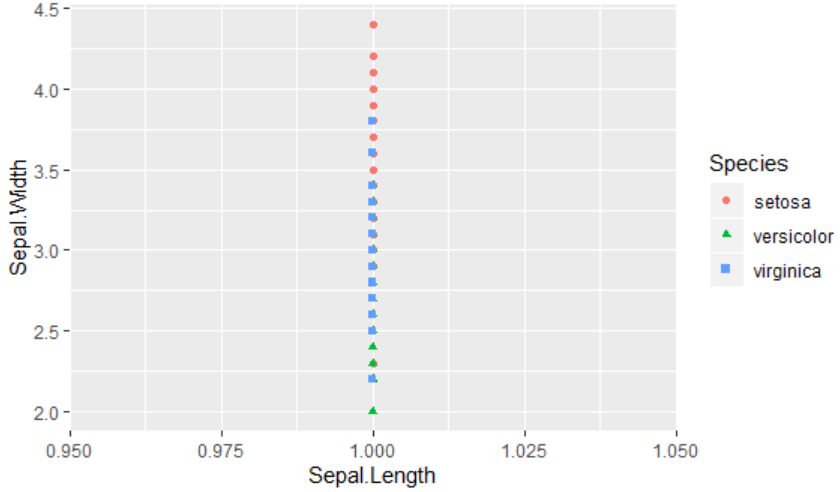 4.5
4.0
3.5
3.0
2.5
2.0
Sepal.Width
0.950
0.975
1.000
1.025
1.050
Sepal.Length
Species
setosa
versicolor
virginica